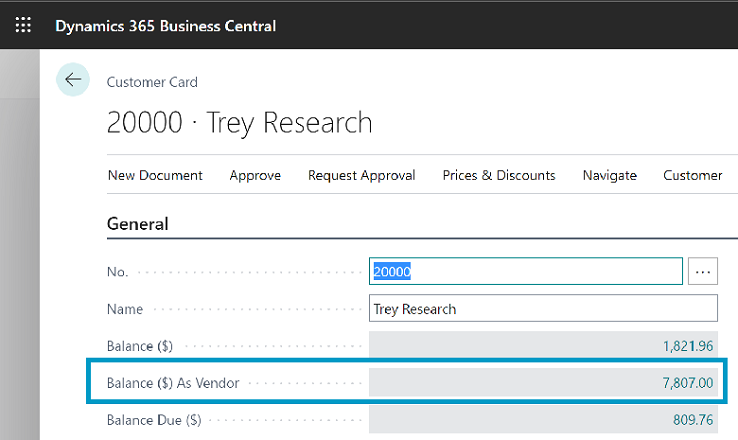 Dynamics 365 Business Central
Customer Card
20000 · Trey Research
New Document Approve Request Approval Prices & Discounts Navigate Customer
General
No. 20000 ...
Name Trey Research
Balance ($) 1,821.96
Balance ($) As Vendor 7,807.00
Balance Due ($) 809.76